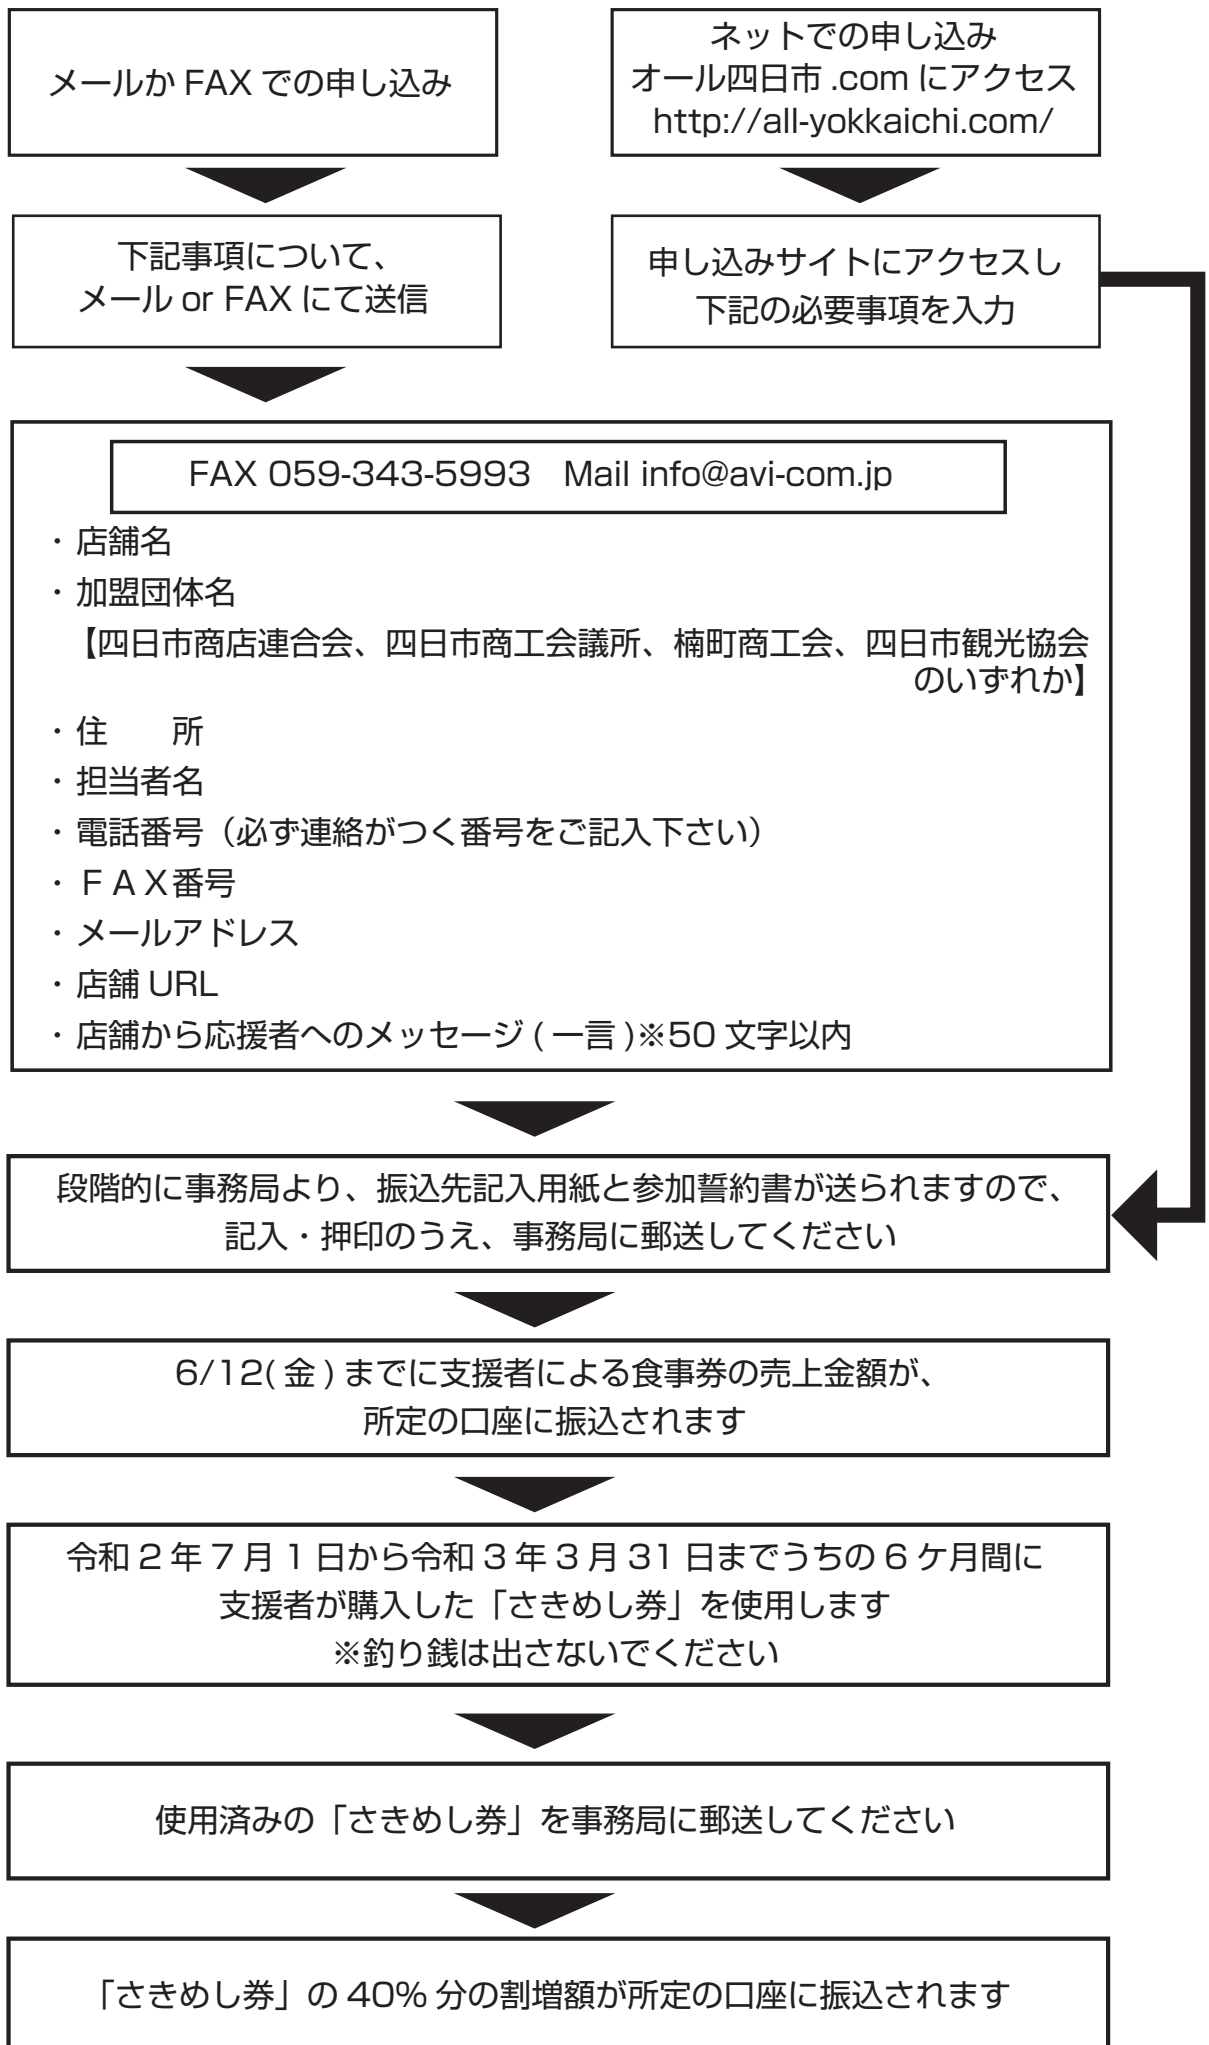 メールか FAX での申し込み
ネットでの申し込み
オール四日市 .com にアクセス
http://all-yokkaichi.com/
下記事項について、
メール or FAX にて送信
申し込みサイトにアクセスし
下記の必要事項を入力
FAX 059-343-5993　Mail info@avi-com.jp
・店舗名
・加盟団体名
【四日市商店連合会、四日市商工会議所、楠町商工会、四日市観光協会
のいずれか】
・住　　所
・担当者名
・電話番号（必ず連絡がつく番号をご記入下さい）
・ＦＡＸ番号
・メールアドレス
・店舗 URL
・店舗から応援者へのメッセージ ( 一言 )※50 文字以内
段階的に事務局より、振込先記入用紙と参加誓約書が送られますので、
記入・押印のうえ、事務局に郵送してください
6/12( 金 ) までに支援者による食事券の売上金額が、
所定の口座に振込されます
令和 2 年 7 月 1 日から令和 3 年 3 月 31 日までうちの 6 ケ月間に
支援者が購入した「さきめし券」を使用します
※釣り銭は出さないでください
使用済みの「さきめし券」を事務局に郵送してください
「さきめし券」の 40% 分の割増額が所定の口座に振込されます